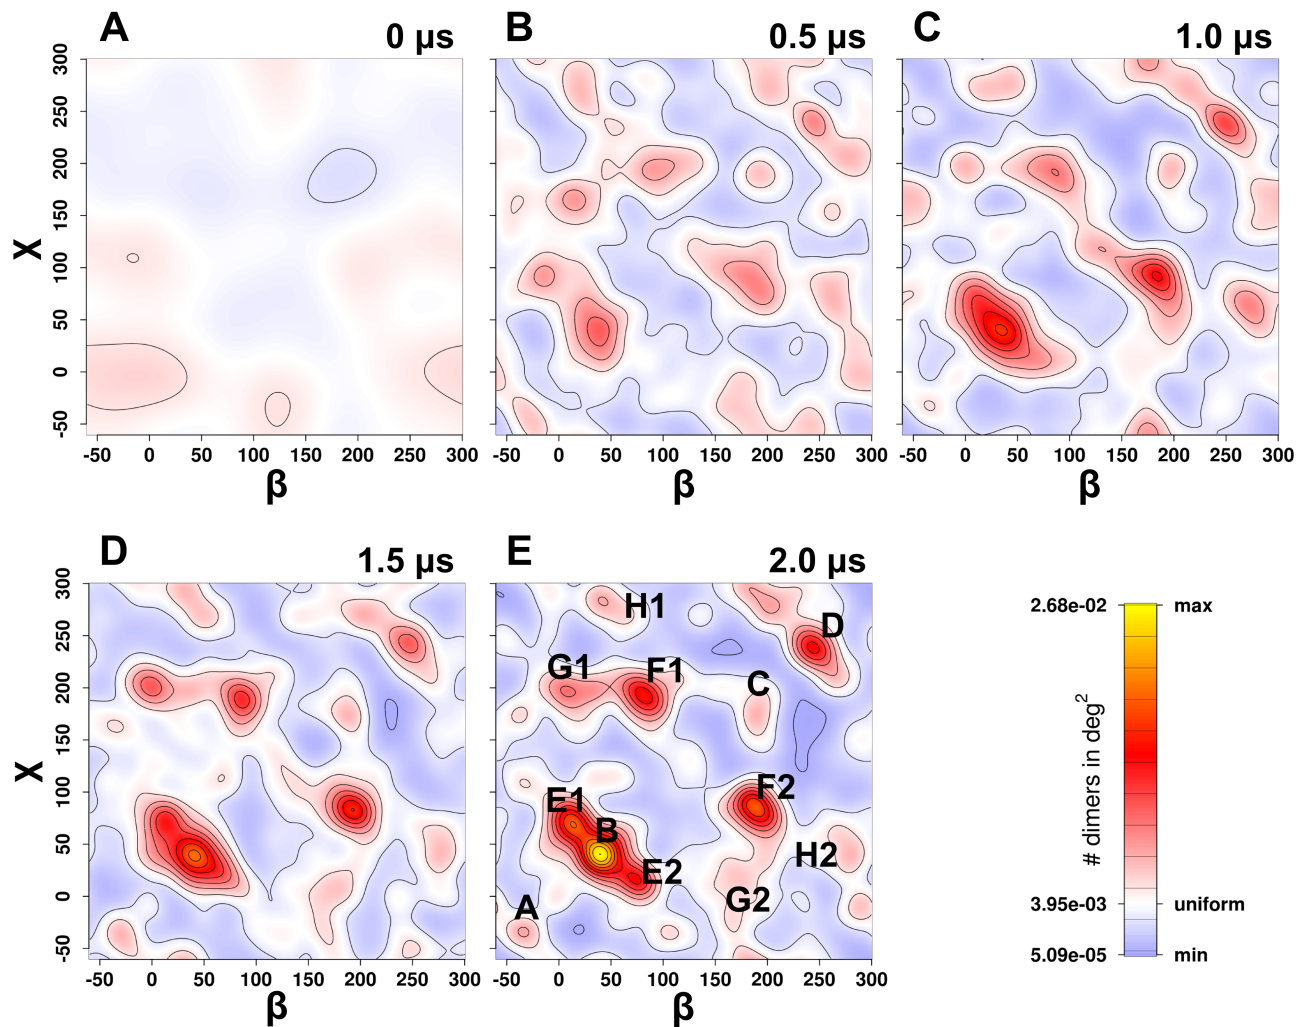 A 0 μs
B 0.5 μs
C 1.0 μs
300
250
200
150
100
50
0
-50
X
-50 0 50 100 150 200 250 300
β
-50 0 50 100 150 200 250 300
β
-50 0 50 100 150 200 250 300
β
D 1.5 μs
E 2.0 μs
300
250
200
150
100
50
0
-50
X
-50 0 50 100 150 200 250 300
β
H1
D
G1
F1
C
F2
E1
B
H2
E2
G2
A
-50 0 50 100 150 200 250 300
β
# dimers in deg²
2.68e-02 max
3.95e-03 uniform
5.09e-05 min